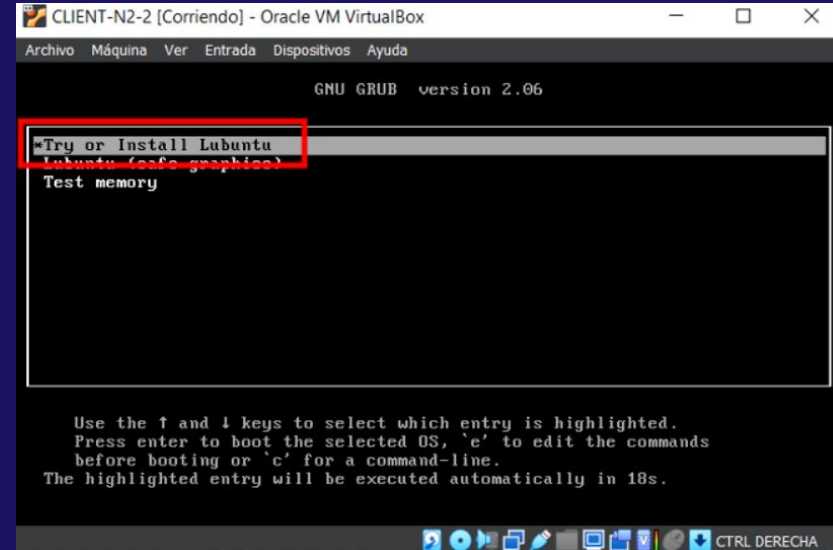 CLIENT-N2-2 [Corriendo] - Oracle VM VirtualBox
Archivo Máquina Ver Entrada Dispositivos Ayuda
GNU GRUB version 2.06
*Try or Install Lubuntu
Lubuntu (safe graphics)
Test memory
Use the ↑ and ↓ keys to select which entry is highlighted.
Press enter to boot the selected OS, `e' to edit the commands
before booting or `c' for a command-line.
The highlighted entry will be executed automatically in 18s.
CTRL DERECHA